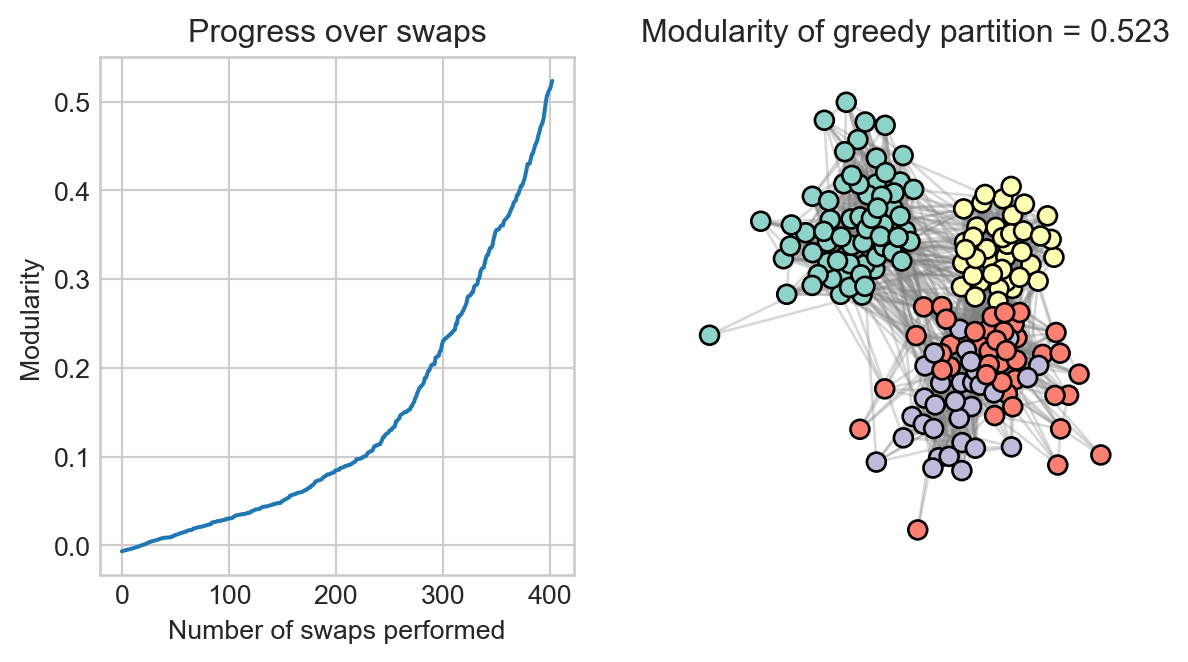 Progress over swaps
Modularity of greedy partition = 0.523
Modularity
0.5
0.4
0.3
0.2
0.1
0.0
0 100 200 300 400
Number of swaps performed